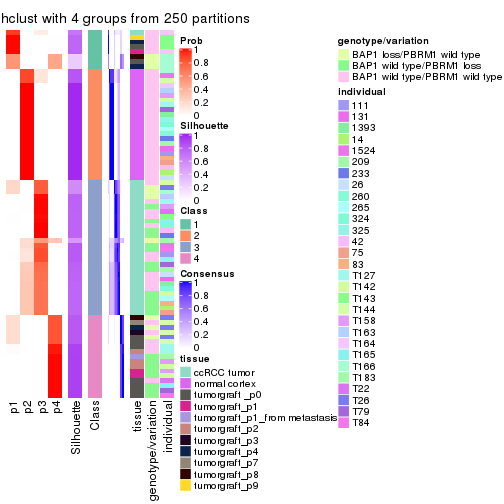 hclust with 4 groups from 250 partitions
Prob
1
0.8
0.6
0.4
0.2
0
Silhouette
1
0.8
0.6
0.4
0.2
0
Class
1
2
3
4
Consensus
1
0.8
0.6
0.4
0.2
0
tissue
ccRCC tumor
normal cortex
tumorgraft_p0
tumorgraft_p1
tumorgraft_p1_from metastasis
tumorgraft_p2
tumorgraft_p3
tumorgraft_p4
tumorgraft_p7
tumorgraft_p8
tumorgraft_p9
genotype/variation
BAP1 loss/PBRM1 wild type
BAP1 wild type/PBRM1 loss
BAP1 wild type/PBRM1 wild type
individual
111
131
1393
14
1524
209
233
26
260
265
324
325
42
75
83
T127
T142
T143
T144
T158
T163
T164
T165
T166
T183
T22
T26
T79
T84
p1
p2
p3
p4
Silhouette
Class
tissue
genotype/variation
individual